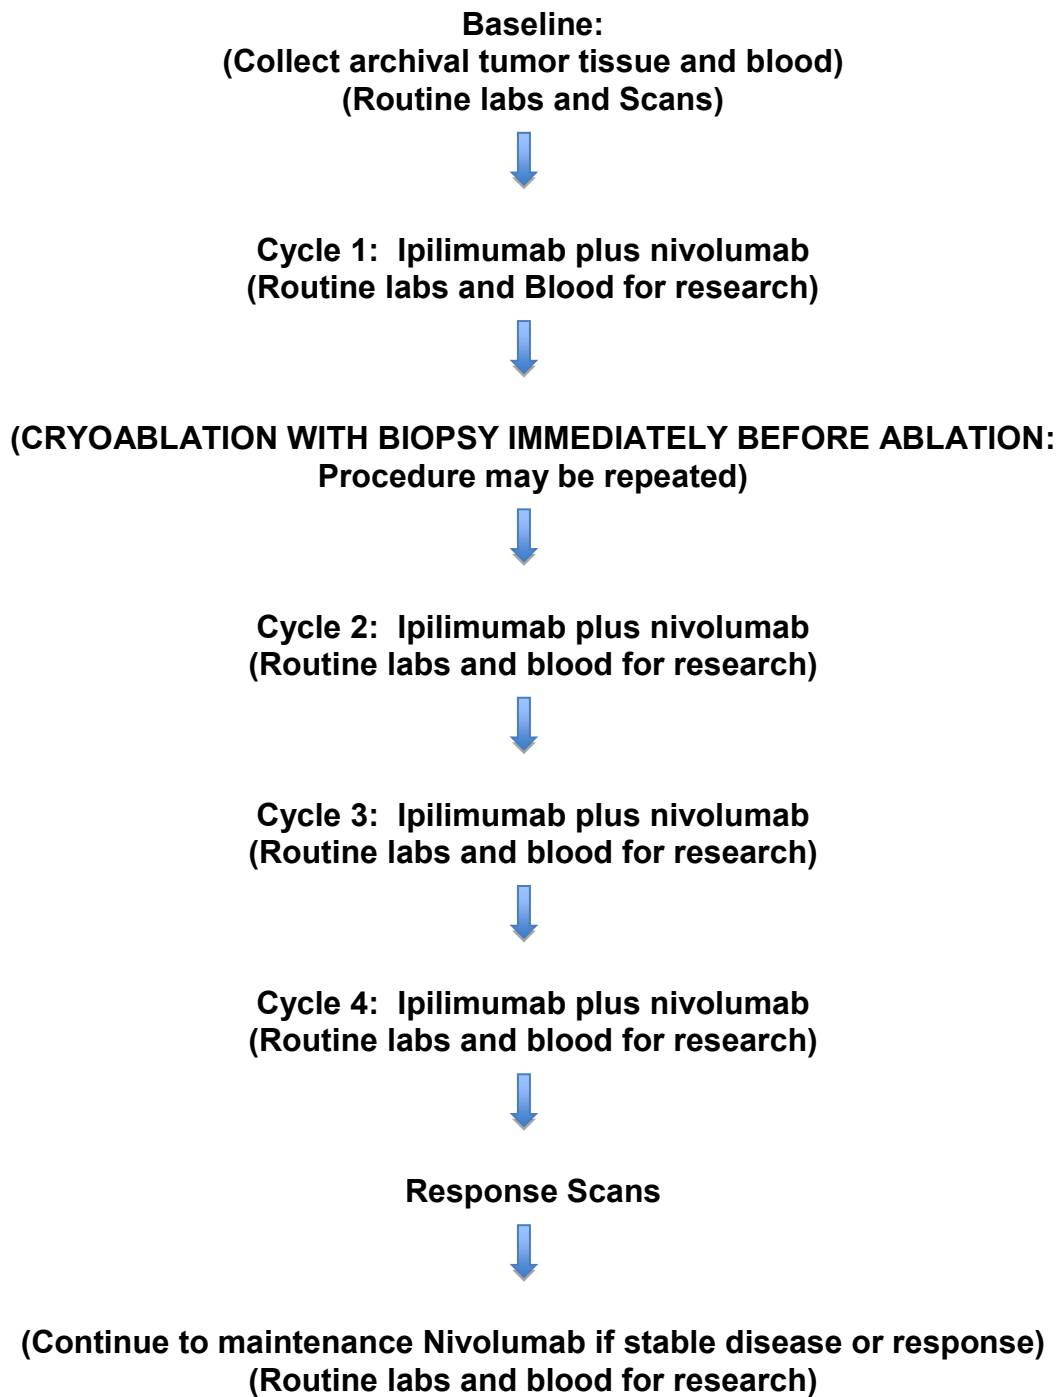 Baseline:
(Collect archival tumor tissue and blood)
(Routine labs and Scans)
Cycle 1:  Ipilimumab plus nivolumab
(Routine labs and Blood for research)
(CRYOABLATION WITH BIOPSY IMMEDIATELY BEFORE ABLATION:
Procedure may be repeated)
Cycle 2:  Ipilimumab plus nivolumab
(Routine labs and blood for research)
Cycle 3:  Ipilimumab plus nivolumab
(Routine labs and blood for research)
Cycle 4:  Ipilimumab plus nivolumab
(Routine labs and blood for research)
Response Scans
(Continue to maintenance Nivolumab if stable disease or response)
(Routine labs and blood for research)